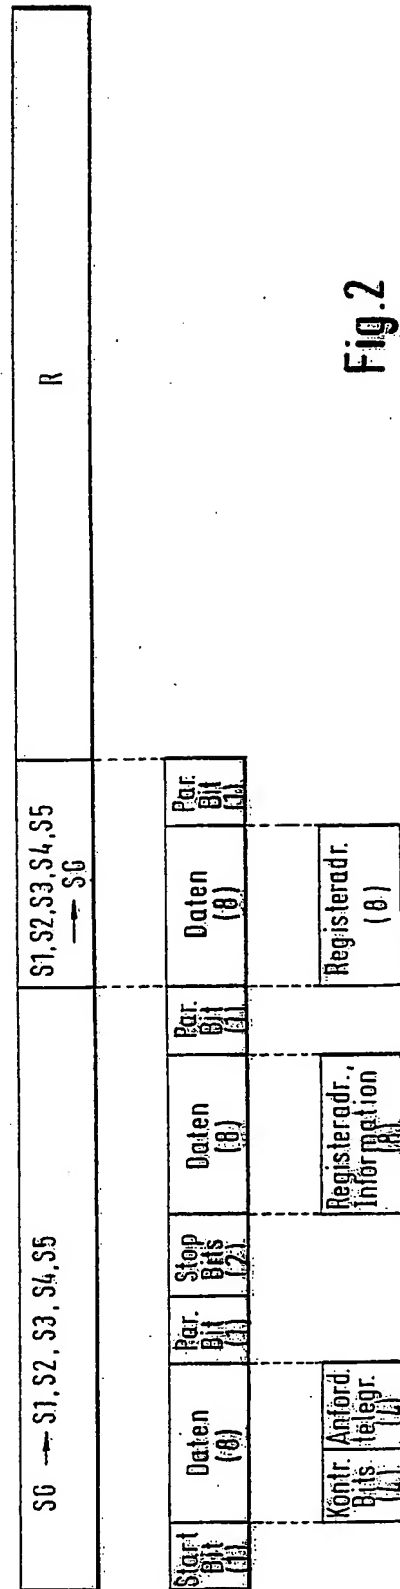 SG → S1, S2, S3, S4, S5
S1, S2, S3, S4, S5
→ SG
R
Start
Bit
(1)
Daten
(8)
Par.
Bit
(1)
Stop
Bits
(2)
Daten
(8)
Par.
Bit
(1)
Daten
(8)
Par.
Bit
(1)
Kontr.
Bits
(4)
Anford.
telegr.
(4)
Registeradr.,
Information
(8)
Registeradr.
(8)
Fig.2